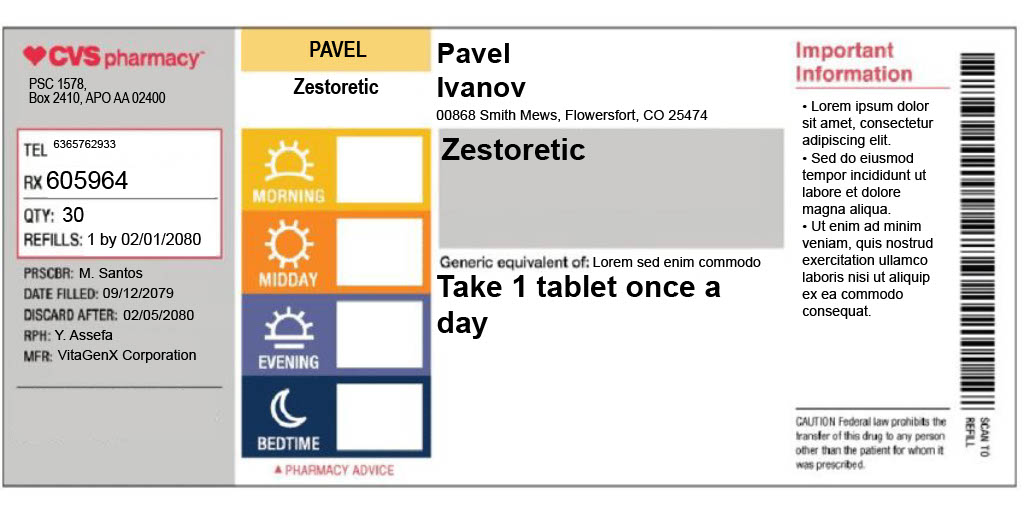 CVS pharmacy™
PSC 1578,
Box 2410, APO AA 02400
TEL 6365762933
RX 605964
QTY: 30
REFILLS: 1 by 02/01/2080
PRSCBR: M. Santos
DATE FILLED: 09/12/2079
DISCARD AFTER: 02/05/2080
RPH: Y. Assefa
MFR: VitaGenX Corporation
PAVEL
Zestoretic
MORNING
MIDDAY
EVENING
BEDTIME
▲ PHARMACY ADVICE
Pavel
Ivanov
00868 Smith Mews, Flowersfort, CO 25474
Zestoretic
Generic equivalent of: Lorem sed enim commodo
Take 1 tablet once a
day
Important
Information
• Lorem ipsum dolor
sit amet, consectetur
adipiscing elit.
• Sed do eiusmod
tempor incididunt ut
labore et dolore
magna aliqua.
• Ut enim ad minim
veniam, quis nostrud
exercitation ullamco
laboris nisi ut aliquip
ex ea commodo
consequat.
CAUTION Federal law prohibits the
transfer of this drug to any person
other than the patient for whom it
was prescribed.
SCAN TO
REFILL